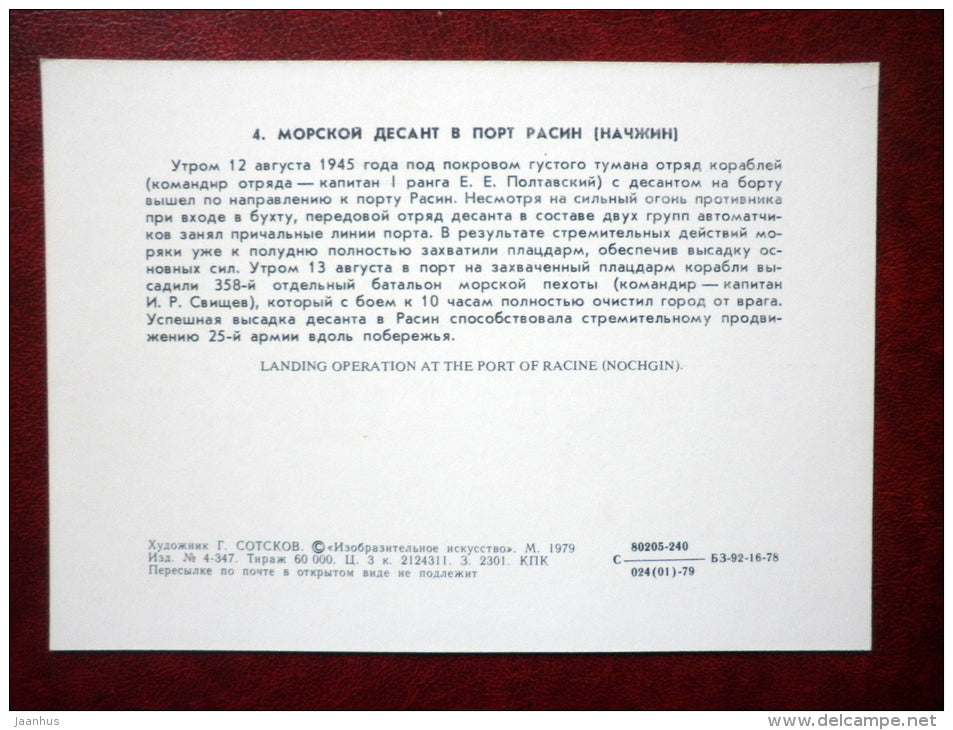 4. МОРСКОЙ ДЕСАНТ В ПОРТ РАСИН (НАЧЖИН)
Утром 12 августа 1945 года под покровом густого тумана отряд кораблей
(командир отряда — капитан I ранга Е. Е. Полтавский) с десантом на борту
вышел по направлению к порту Расин. Несмотря на сильный огонь противника
при входе в бухту, передовой отряд десанта в составе двух групп автоматчи-
ков занял причальные линии порта. В результате стремительных действий мо-
ряки уже к полудню полностью захватили плацдарм, обеспечив высадку ос-
новных сил. Утром 13 августа в порт на захваченный плацдарм корабли вы-
садили 358-й отдельный батальон морской пехоты (командир — капитан
И. Р. Свищев), который с боем к 10 часам полностью очистил город от врага.
Успешная высадка десанта в Расин способствовала стремительному продви-
жению 25-й армии вдоль побережья.
LANDING OPERATION AT THE PORT OF RACINE (NOCHGIN).
Художник Г. СОТСКОВ. ©«Изобразительное искусство». М. 1979
Изд. № 4-347. Тираж 60 000. Ц. 3 к. 2124311. З. 2301. КПК
Пересылке по почте в открытом виде не подлежит
80205-240
С — БЗ-92-16-78
024(01)-79
jaanhus
www.delcampe.net